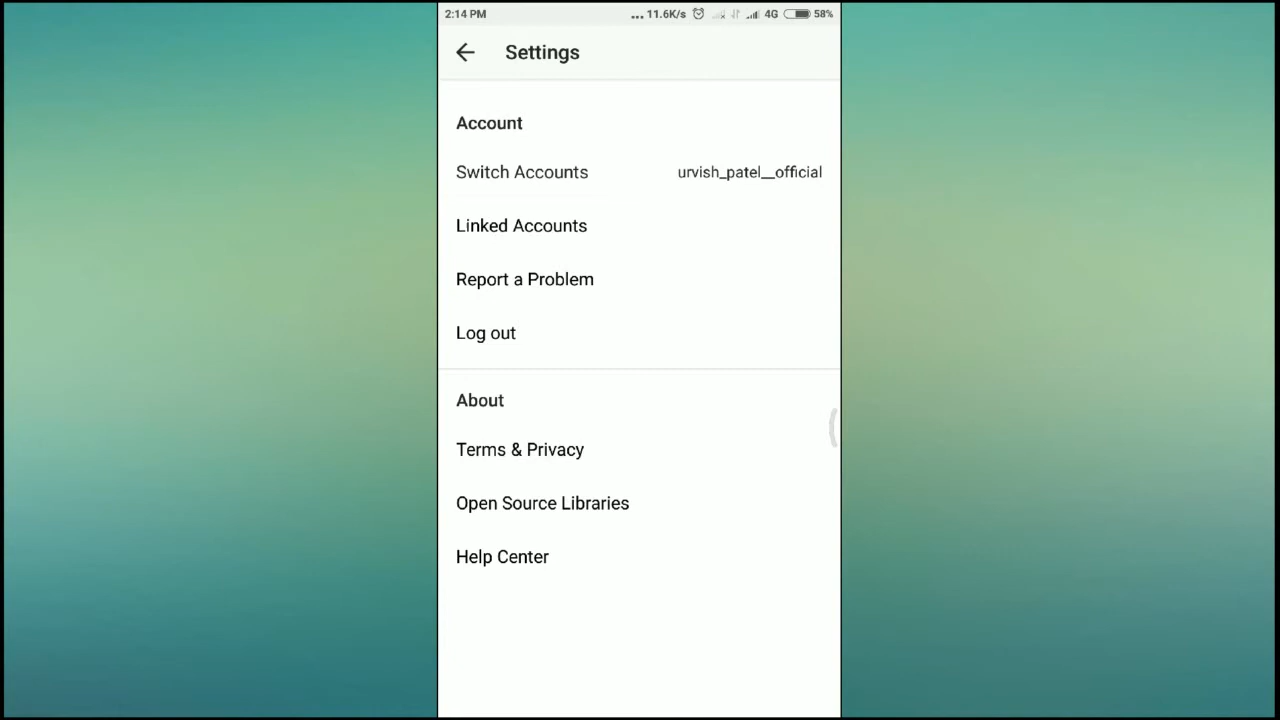 2:14 PM ... 11.6K/s 4G 58%
Settings
Account
Switch Accounts urvish_patel__official
Linked Accounts
Report a Problem
Log out
About
Terms & Privacy
Open Source Libraries
Help Center